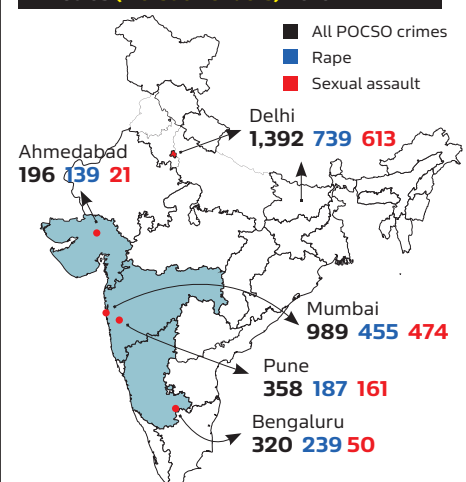 All POCSO crimes
Rape
Sexual assault
Delhi
1,392 739 613
Ahmedabad
196 139 21
Mumbai
989 455 474
Pune
358 187 161
Bengaluru
320 239 50